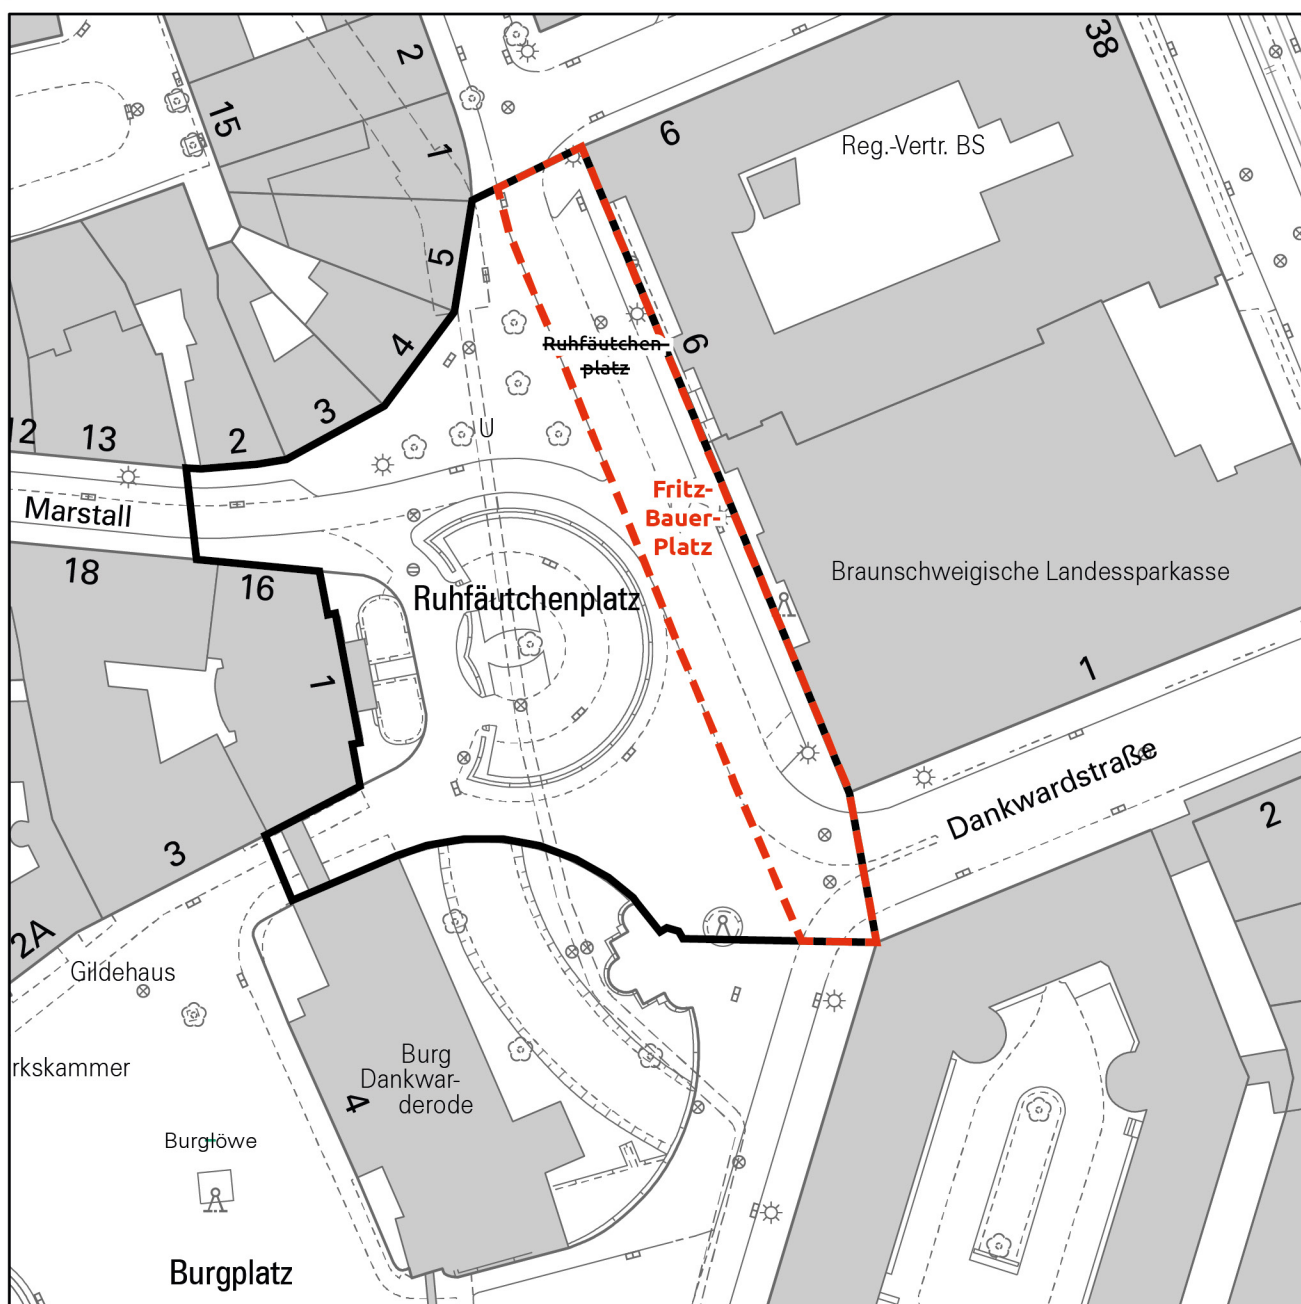 38
2
6
15
Reg.-Vertr. BS
1
5
Ruhfäutchen-
platz
6
4
3
12
13
2
U
Fritz-
Bauer-
Platz
Marstall
18
16
Braunschweigische Landessparkasse
Ruhfäutchenplatz
1
1
Dankwardstraße
2
3
2A
Gildehaus
Burg
Dankwar-
derode
4
rkskammer
Burglöwe
Burgplatz